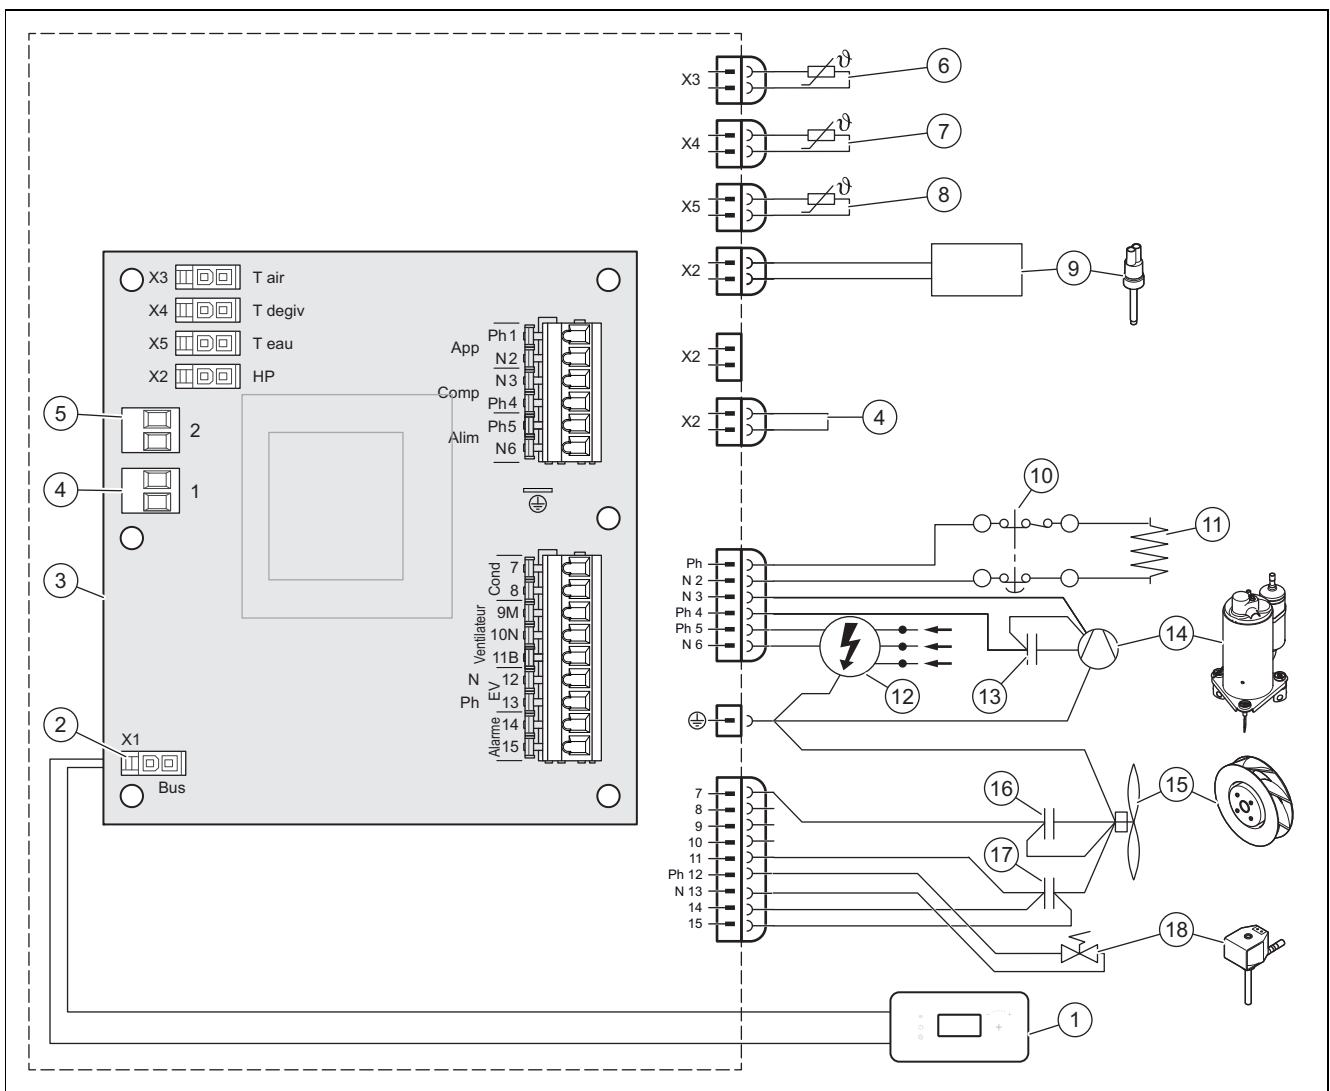 X3
ϑ
6
X4
ϑ
7
X5
ϑ
8
X2
9
X3 T air
X4 T degiv
X5 T eau
X2 HP
App
Ph1
N2
Comp
N3
Ph4
Alim
Ph5
N6
X2
X2
4
5
2
4
1
3
Cond
7
8
Ventilateur
9M
10N
11B
EV
N 12
Ph 13
Alarme
14
15
2
X1
Bus
10
11
Ph
N 2
N 3
Ph 4
Ph 5
N 6
12
13
14
7
8
9
10
11
Ph 12
N 13
14
15
16
15
17
18
1